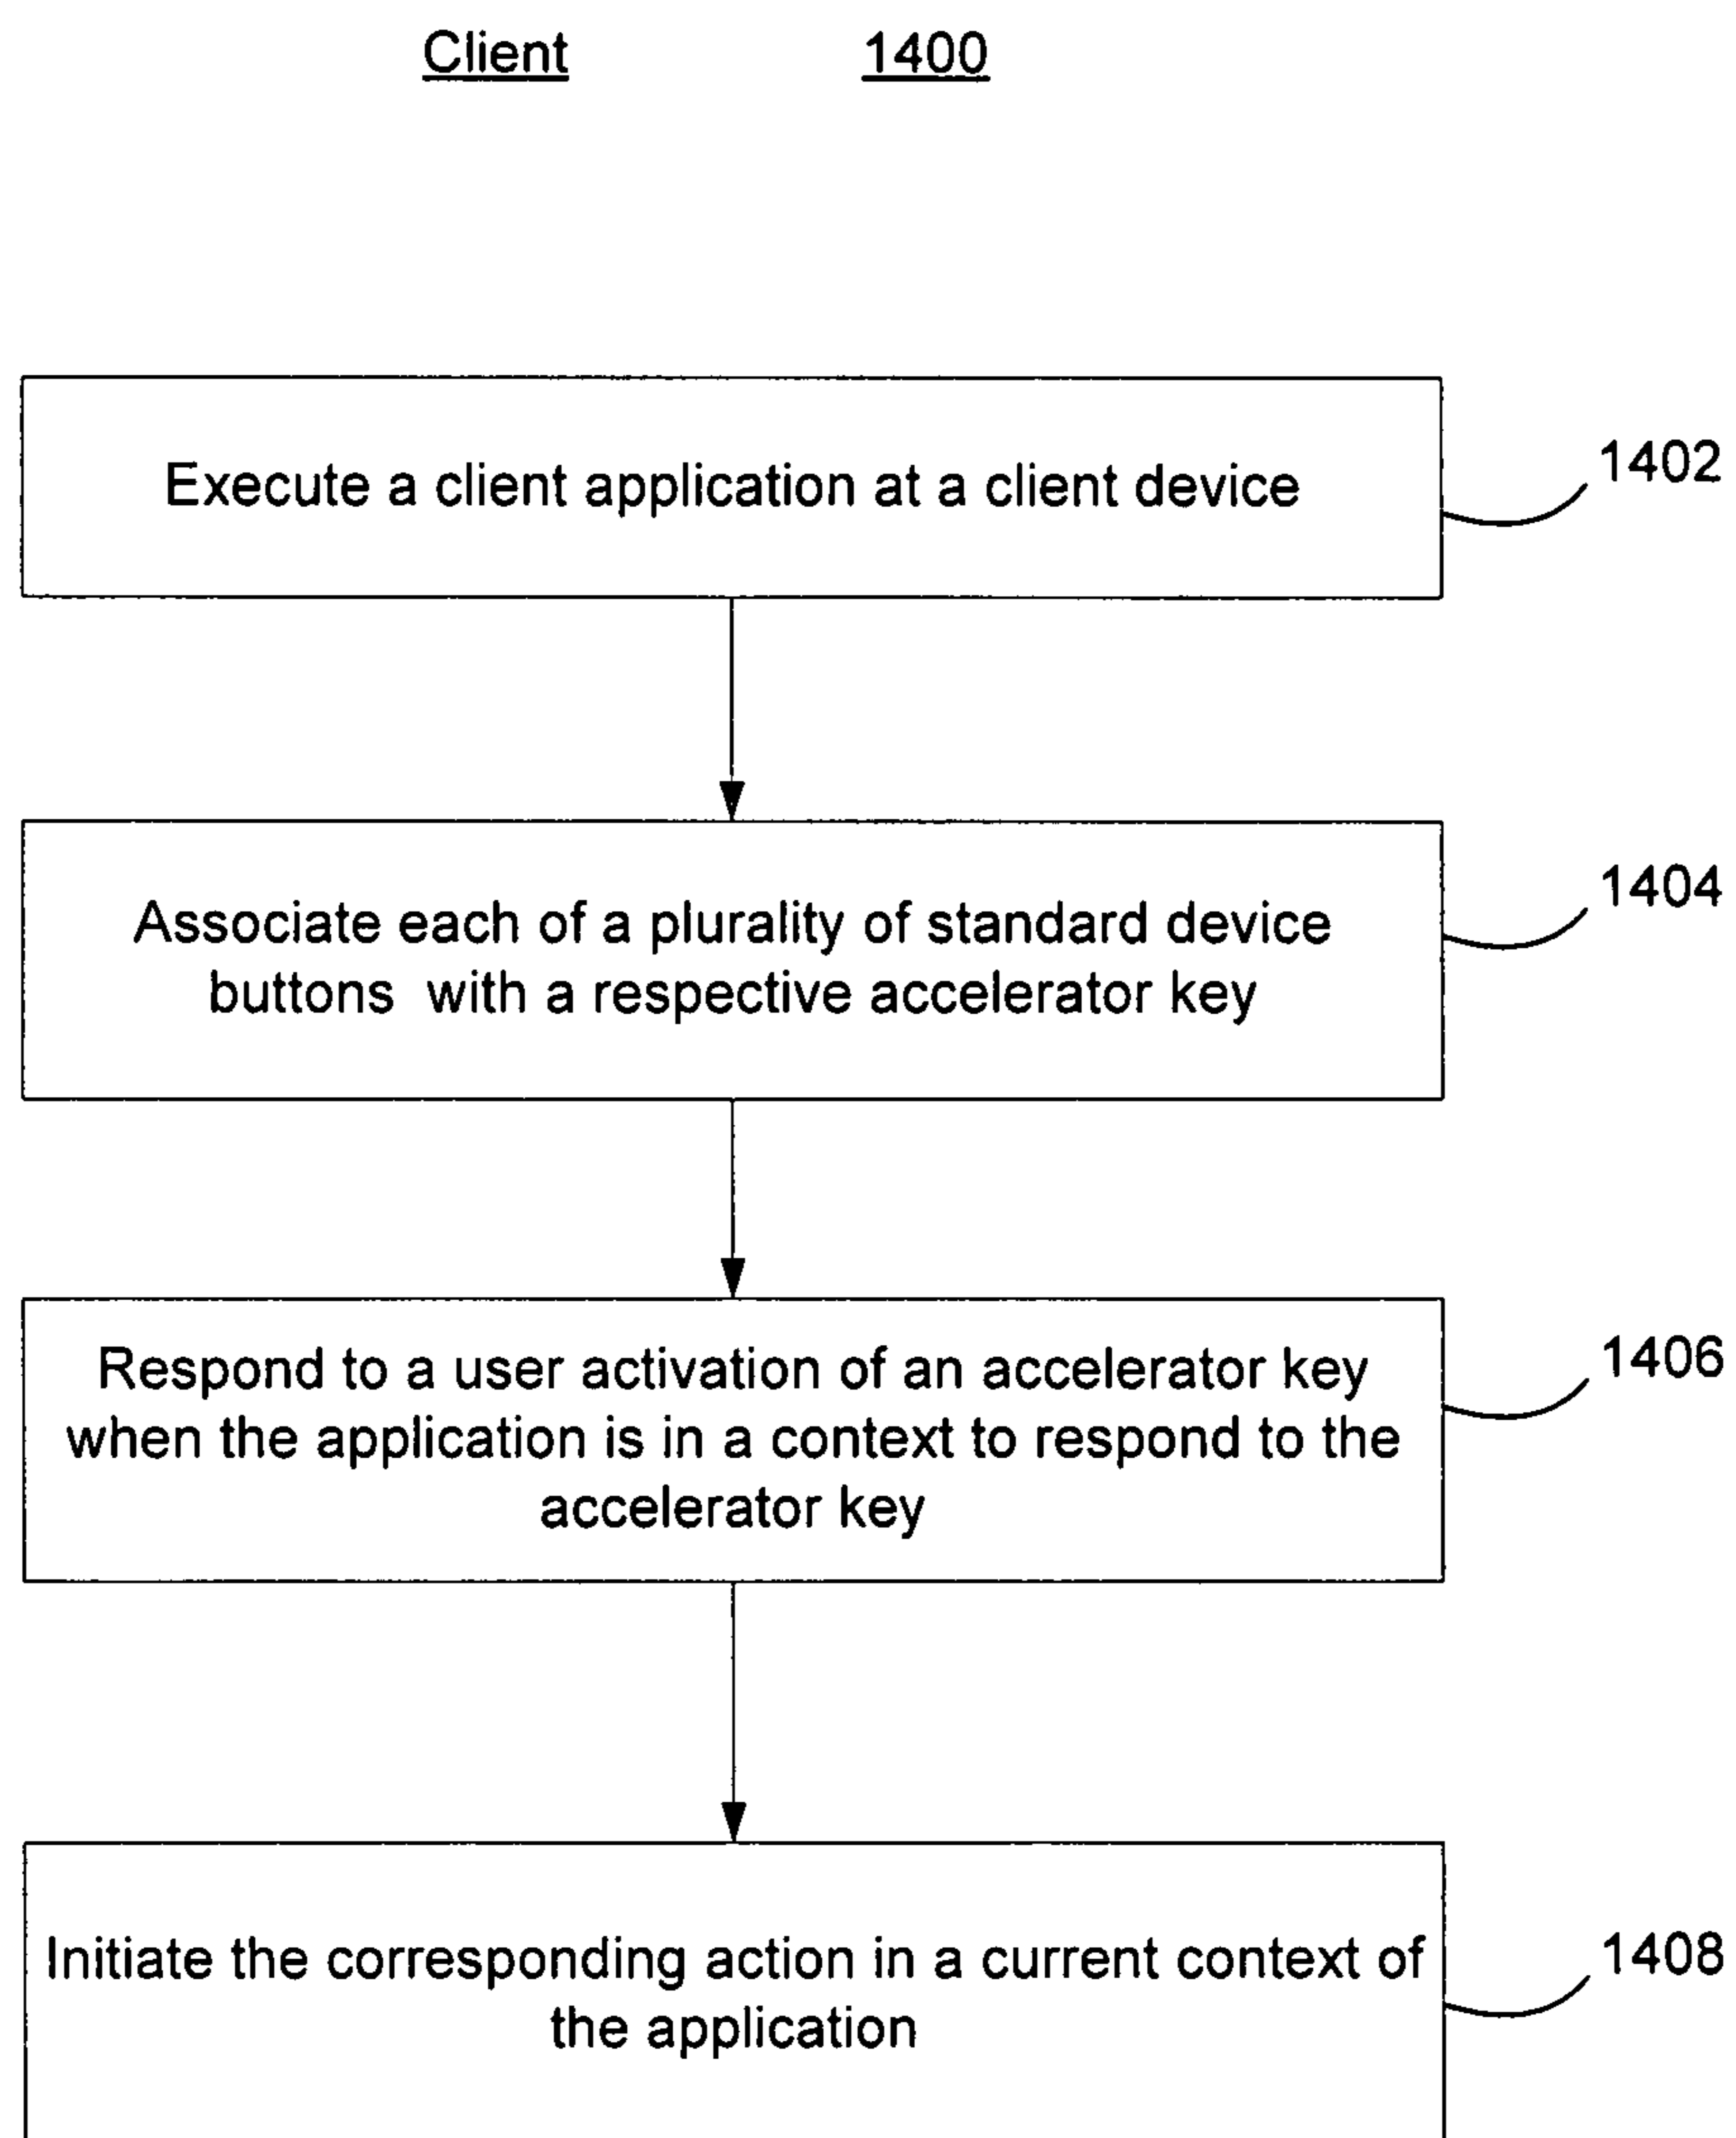 Client 1400
Execute a client application at a client device
1402
Associate each of a plurality of standard device
buttons with a respective accelerator key
1404
Respond to a user activation of an accelerator key
when the application is in a context to respond to the
accelerator key
1406
Initiate the corresponding action in a current context of
the application
1408